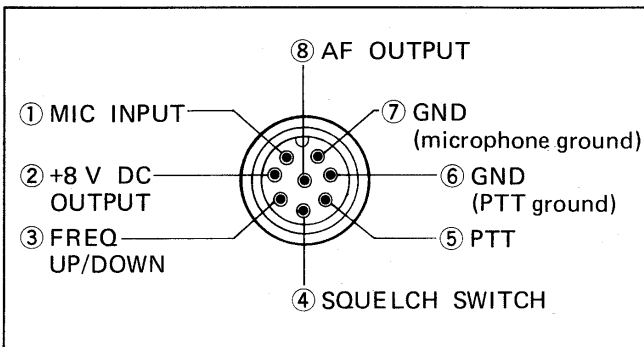 ⑧ AF OUTPUT
① MIC INPUT
⑦ GND
(microphone ground)
② +8 V DC
OUTPUT
⑥ GND
(PTT ground)
③ FREQ
UP/DOWN
⑤ PTT
④ SQUELCH SWITCH